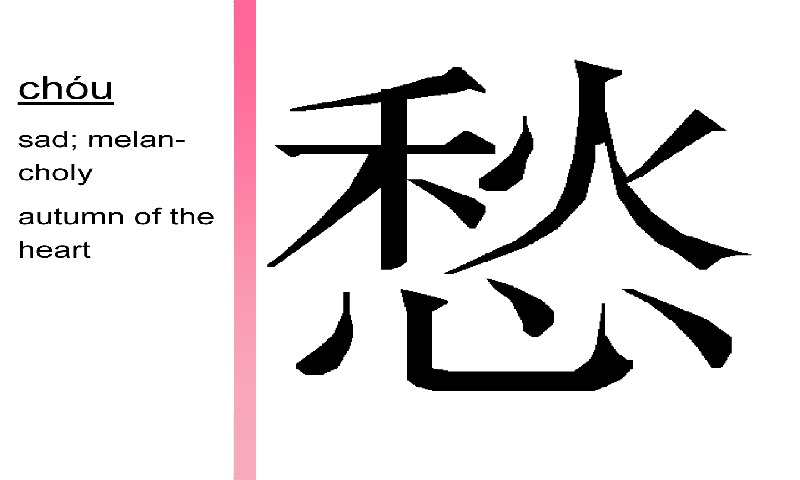 chóu
sad; melan-
choly
autumn of the
heart
愁